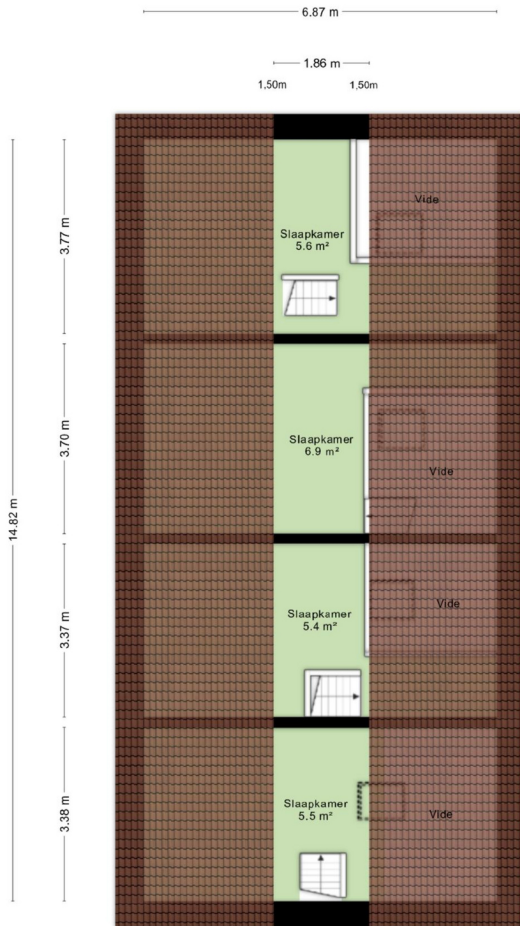 6.87 m
1.86 m
1,50m
1,50m
3.77 m
Vide
Slaapkamer
5.6 m²
3.70 m
Slaapkamer
6.9 m²
Vide
14.82 m
3.37 m
Vide
Slaapkamer
5.4 m²
3.38 m
Slaapkamer
5.5 m²
Vide